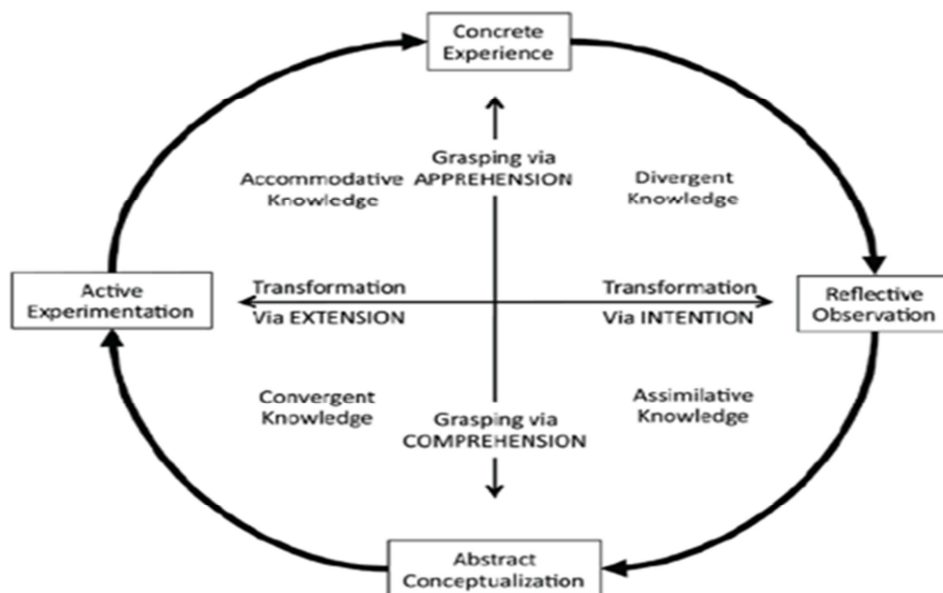 Concrete
Experience
Grasping via
APPREHENSION
Accommodative
Knowledge
Divergent
Knowledge
Active
Experimentation
Transformation
Via EXTENSION
Transformation
Via INTENTION
Reflective
Observation
Convergent
Knowledge
Grasping via
COMPREHENSION
Assimilative
Knowledge
Abstract
Conceptualization